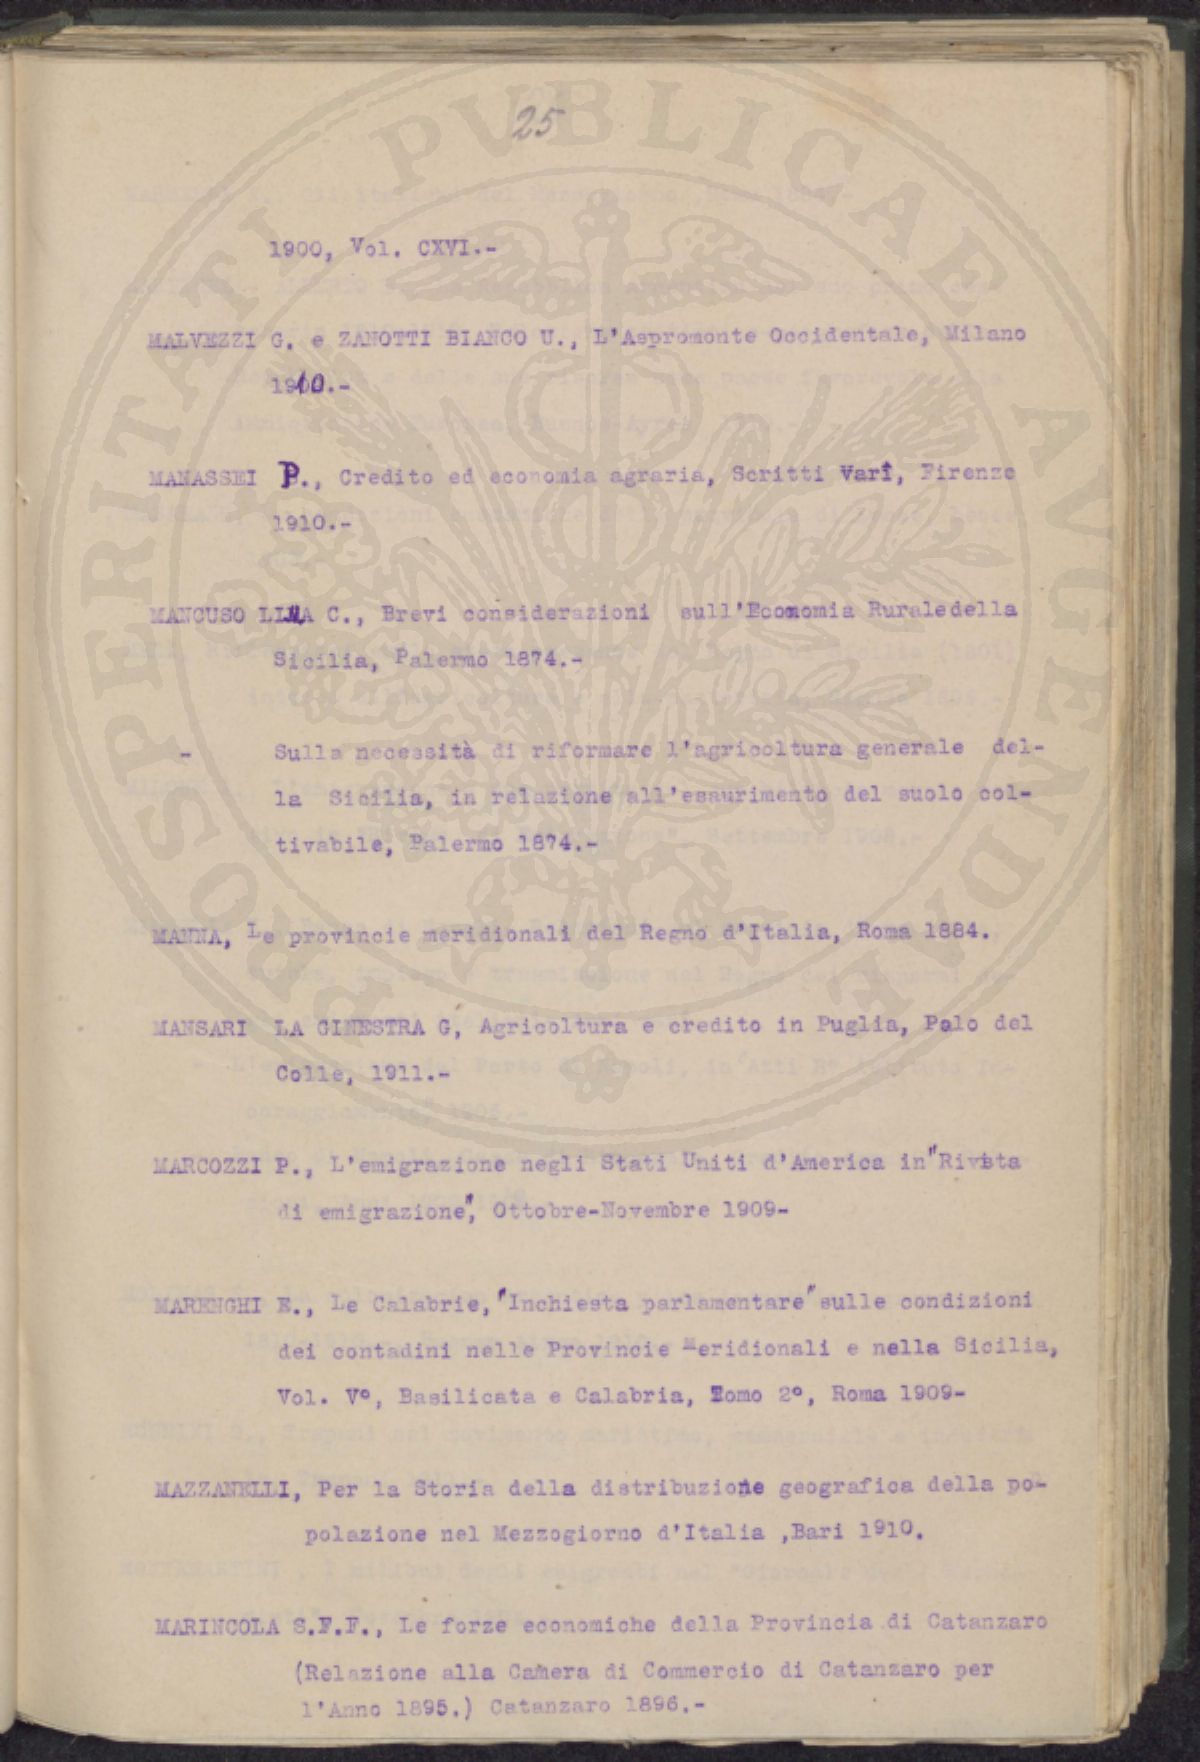 25
1900, Vol. CXVI.-
MALVEZZI G. e ZANOTTI BIANCO U., L'Aspromonte Occidentale, Milano
1910.-
MANASSEI P., Credito ed economia agraria, Scritti Vari, Firenze
1910.-
MANCUSO LIMA C., Brevi considerazioni sull'Economia Ruraledella
Sicilia, Palermo 1874.-
- Sulla necessità di riformare l'agricoltura generale del-
la Sicilia, in relazione all'esaurimento del suolo col-
tivabile, Palermo 1874.-
MANNA, Le provincie meridionali del Regno d'Italia, Roma 1884.
MANSARI LA GINESTRA G, Agricoltura e credito in Puglia, Palo del
Colle, 1911.-
MARCOZZI P., L'emigrazione negli Stati Uniti d'America in "Rivista
di emigrazione", Ottobre-Novembre 1909-
MARENGHI E., Le Calabrie, "Inchiesta parlamentare" sulle condizioni
dei contadini nelle Provincie Meridionali e nella Sicilia,
Vol. V°, Basilicata e Calabria, Tomo 2°, Roma 1909-
MAZZANELLI, Per la Storia della distribuzione geografica della po-
polazione nel Mezzogiorno d'Italia ,Bari 1910.
MARINCOLA S.F.F., Le forze economiche della Provincia di Catanzaro
(Relazione alla Camera di Commercio di Catanzaro per
l'Anno 1895.) Catanzaro 1896.-
PROSPERITATI PUBLICAE AUGENDAE